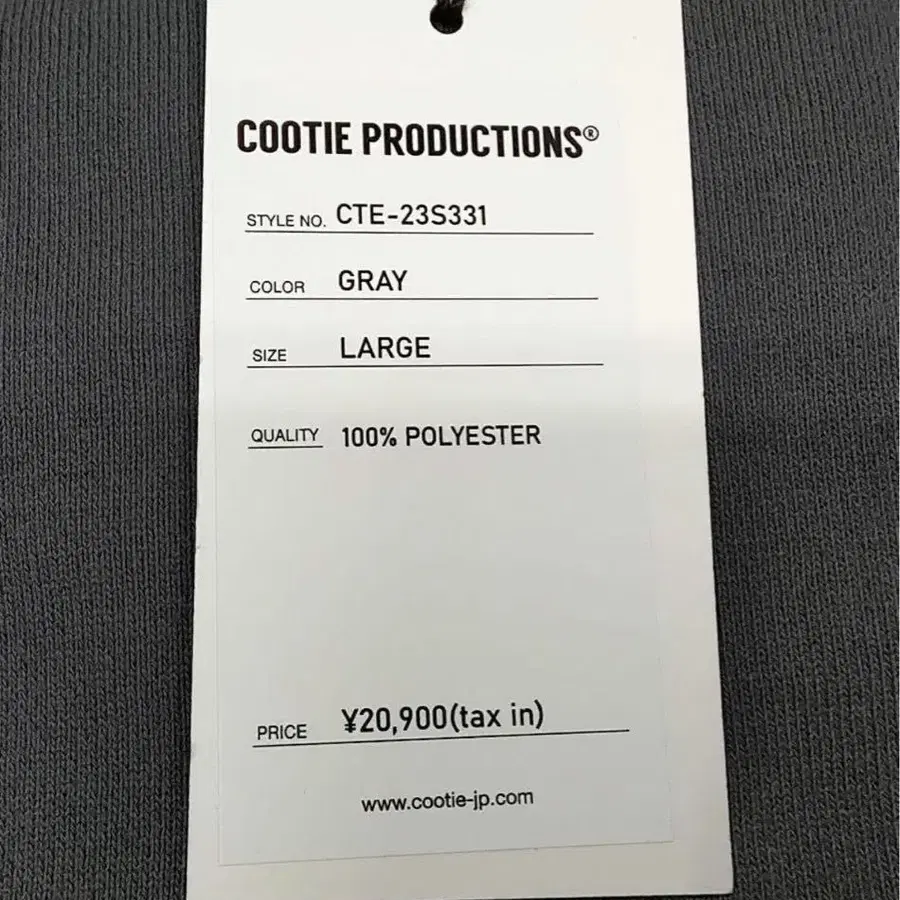 COOTIE PRODUCTIONS®
STYLE NO. CTE-23S331
COLOR GRAY
SIZE LARGE
QUALITY 100% POLYESTER
PRICE ¥20,900(tax in)
www.cootie-jp.com